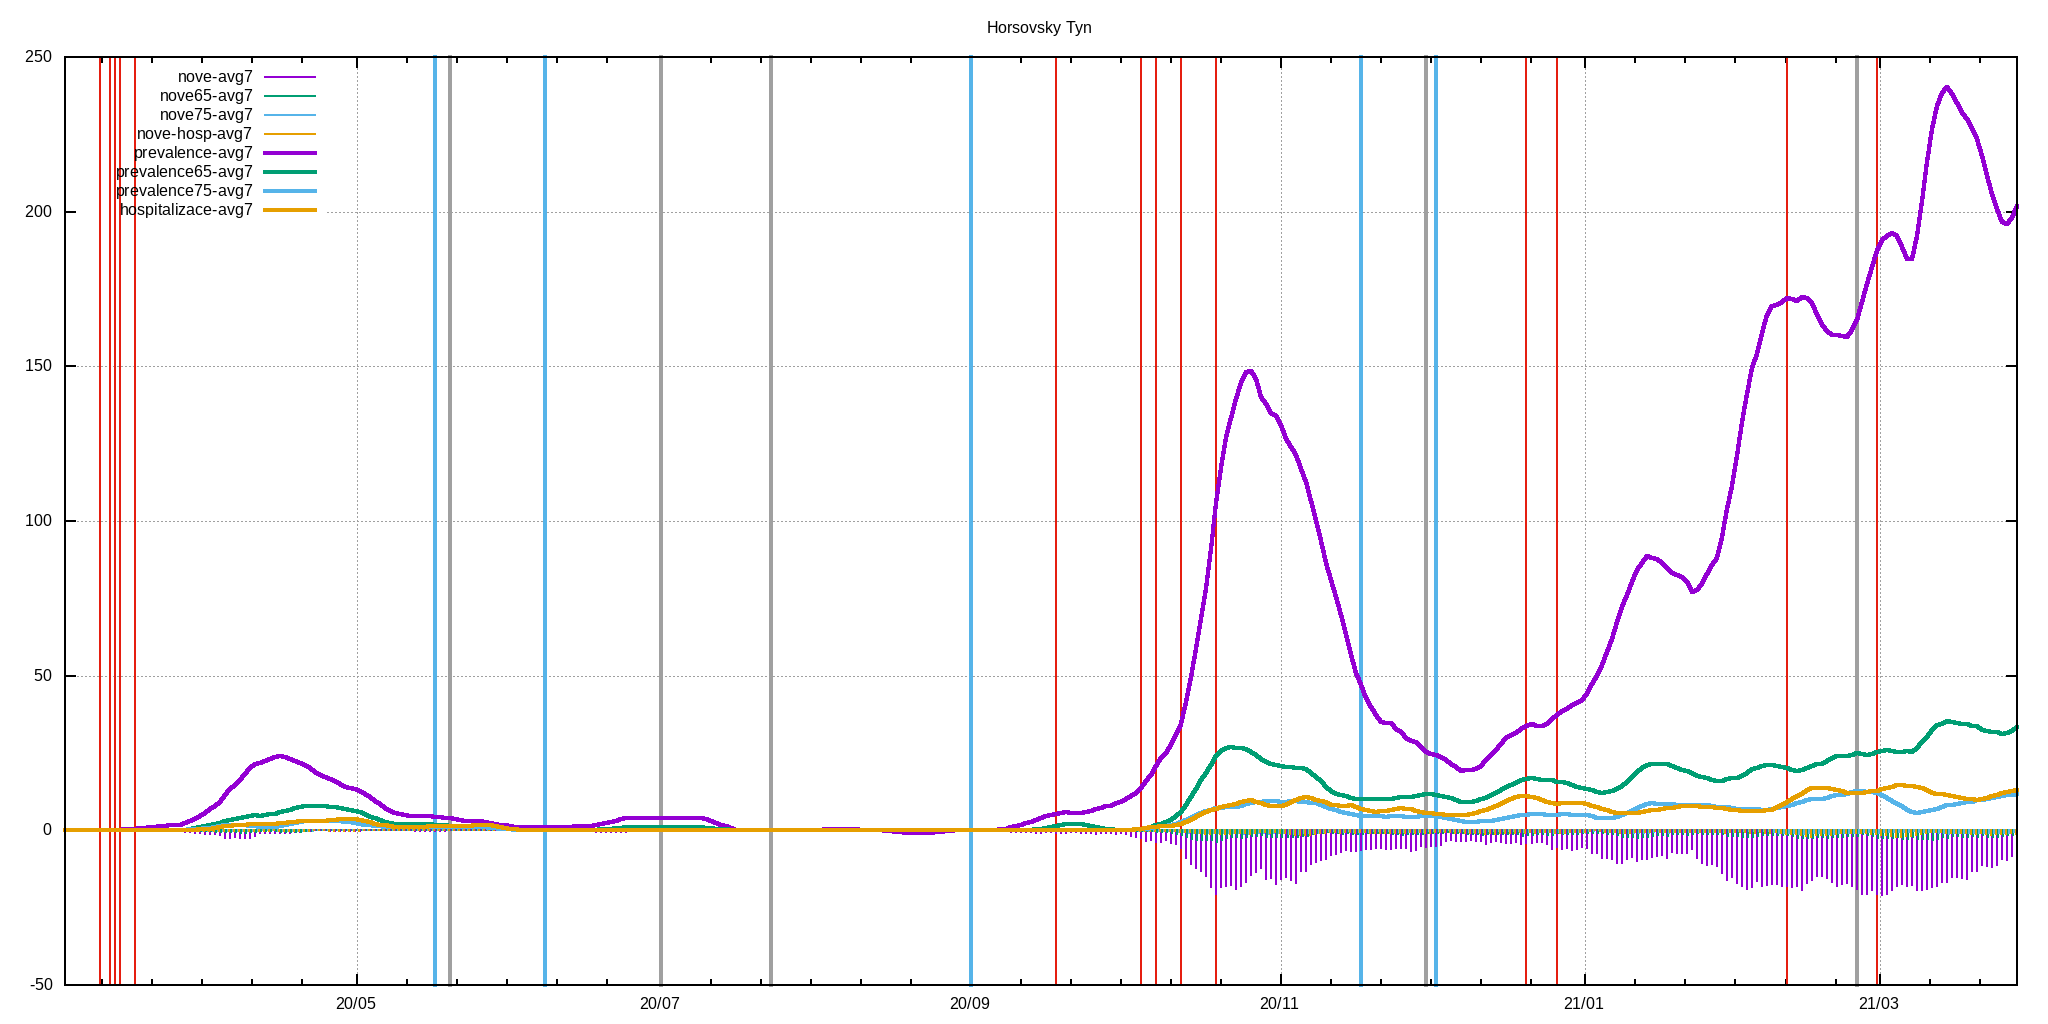 Horsovsky Tyn
250
200
150
100
50
0
-50
nove-avg7
nove65-avg7
nove75-avg7
nove-hosp-avg7
prevalence-avg7
prevalence65-avg7
prevalence75-avg7
hospitalizace-avg7
20/05 20/07 20/09 20/11 21/01 21/03